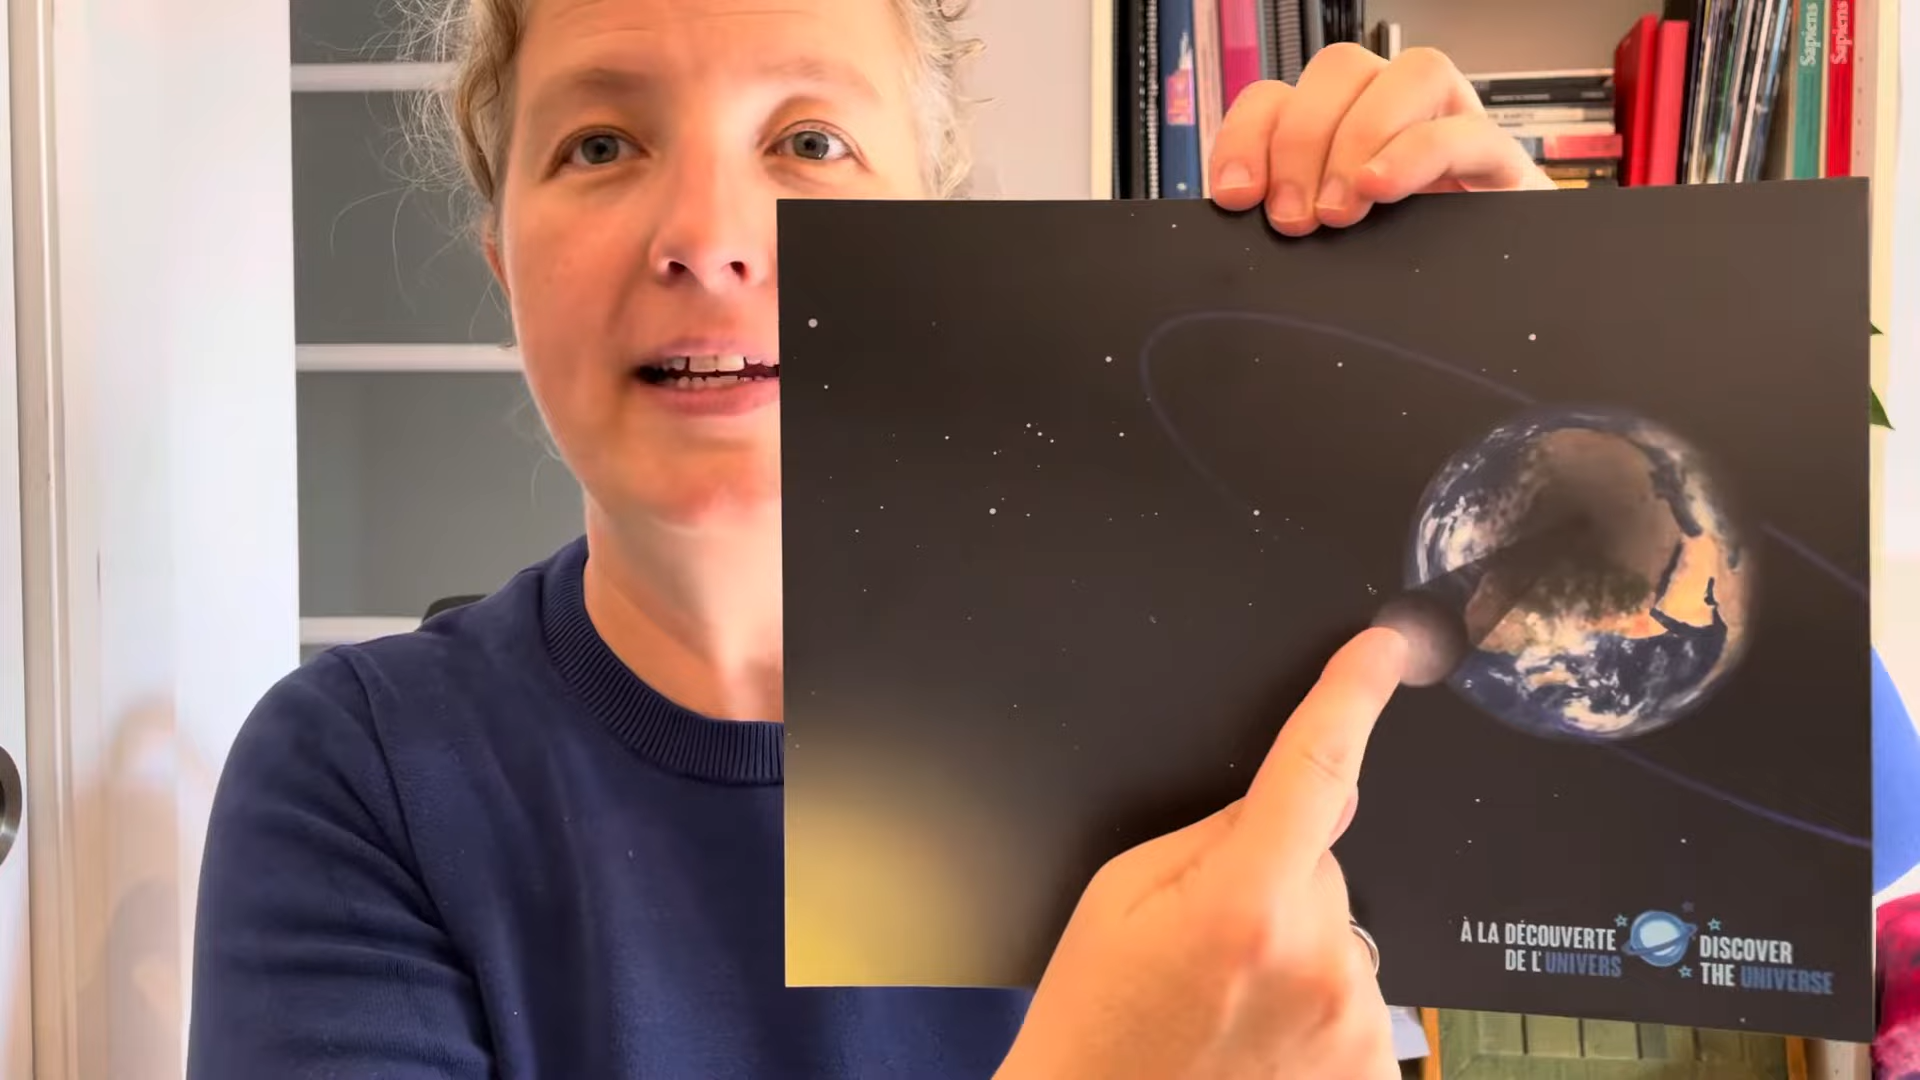 Sapiens
Sapiens
À LA DÉCOUVERTE
DE L'UNIVERS
DISCOVER
THE UNIVERSE